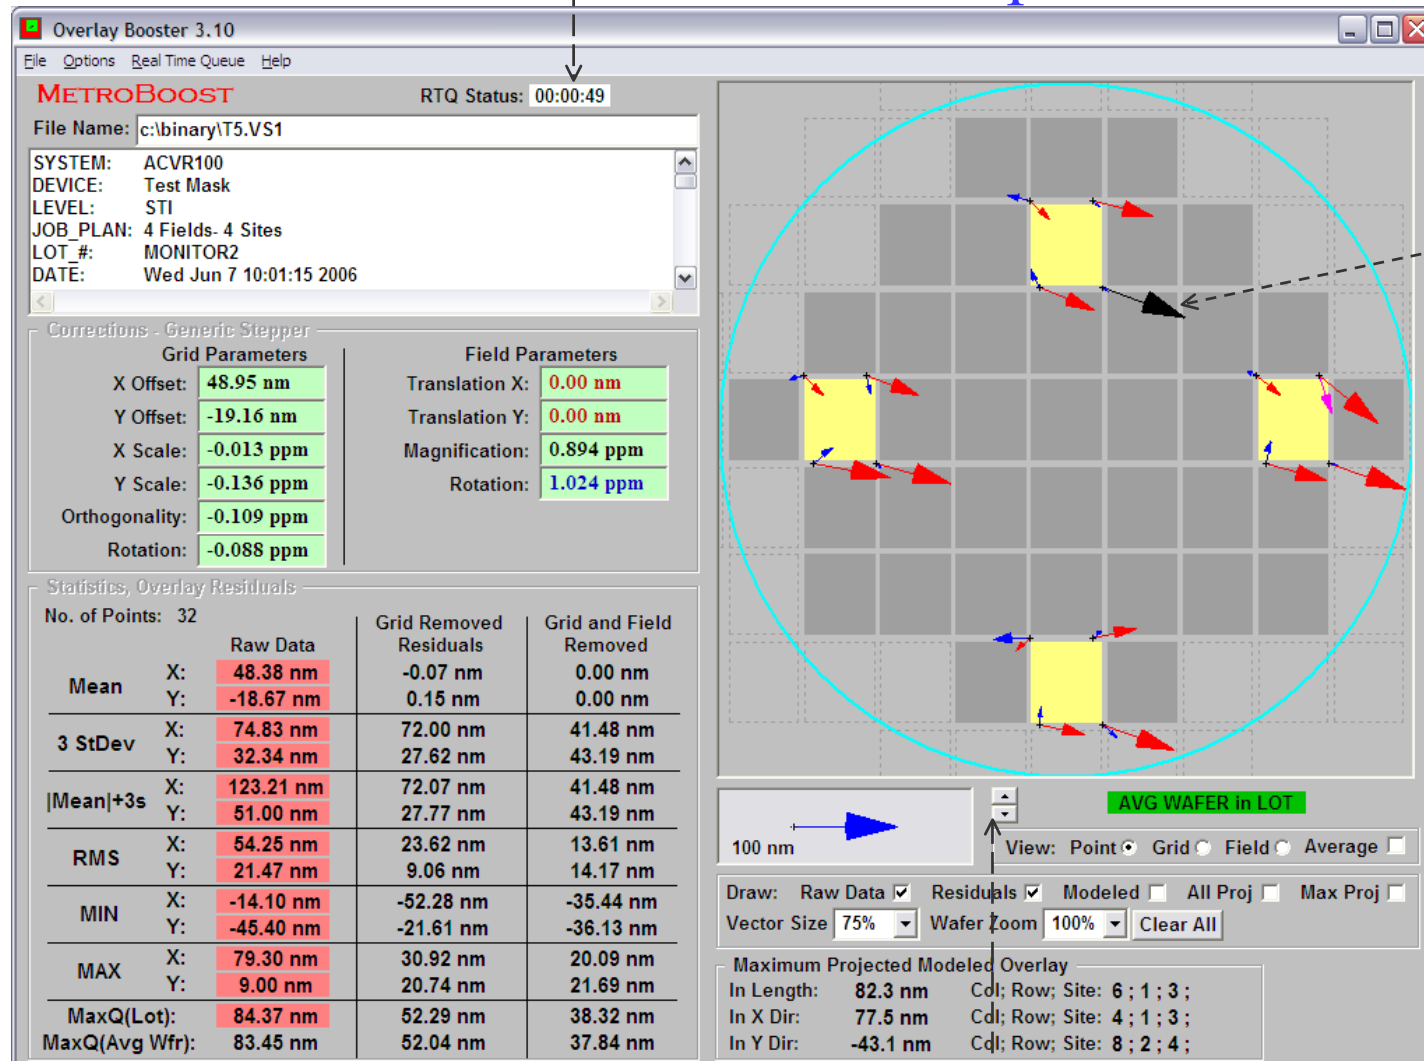 Overlay Booster 3.10
File Options Real Time Queue Help
METROBOOST
RTQ Status: 00:00:49
File Name: c:\binary\T5.VS1
SYSTEM: ACVR100
DEVICE: Test Mask
LEVEL: STI
JOB_PLAN: 4 Fields- 4 Sites
LOT_#: MONITOR2
DATE: Wed Jun 7 10:01:15 2006
Corrections - Generic Stepper
Grid Parameters
X Offset: 48.95 nm
Y Offset: -19.16 nm
X Scale: -0.013 ppm
Y Scale: -0.136 ppm
Orthogonality: -0.109 ppm
Rotation: -0.088 ppm
Field Parameters
Translation X: 0.00 nm
Translation Y: 0.00 nm
Magnification: 0.894 ppm
Rotation: 1.024 ppm
Statistics, Overlay Residuals
No. of Points: 32
Raw Data
Grid Removed Residuals
Grid and Field Removed
Mean X: 48.38 nm -0.07 nm 0.00 nm
Y: -18.67 nm 0.15 nm 0.00 nm
3 StDev X: 74.83 nm 72.00 nm 41.48 nm
Y: 32.34 nm 27.62 nm 43.19 nm
|Mean|+3s X: 123.21 nm 72.07 nm 41.48 nm
Y: 51.00 nm 27.77 nm 43.19 nm
RMS X: 54.25 nm 23.62 nm 13.61 nm
Y: 21.47 nm 9.06 nm 14.17 nm
MIN X: -14.10 nm -52.28 nm -35.44 nm
Y: -45.40 nm -21.61 nm -36.13 nm
MAX X: 79.30 nm 30.92 nm 20.09 nm
Y: 9.00 nm 20.74 nm 21.69 nm
MaxQ(Lot): 84.37 nm 52.29 nm 38.32 nm
MaxQ(Avg Wfr): 83.45 nm 52.04 nm 37.84 nm
100 nm
AVG WAFER in LOT
View: Point Grid Field Average
Draw: Raw Data Residuals Modeled All Proj Max Proj
Vector Size 75% Wafer Zoom 100% Clear All
Maximum Projected Modeled Overlay
In Length: 82.3 nm Col; Row; Site: 6 ; 1 ; 3 ;
In X Dir: 77.5 nm Col; Row; Site: 4 ; 1 ; 3 ;
In Y Dir: -43.1 nm Col; Row; Site: 8 ; 2 ; 4 ;